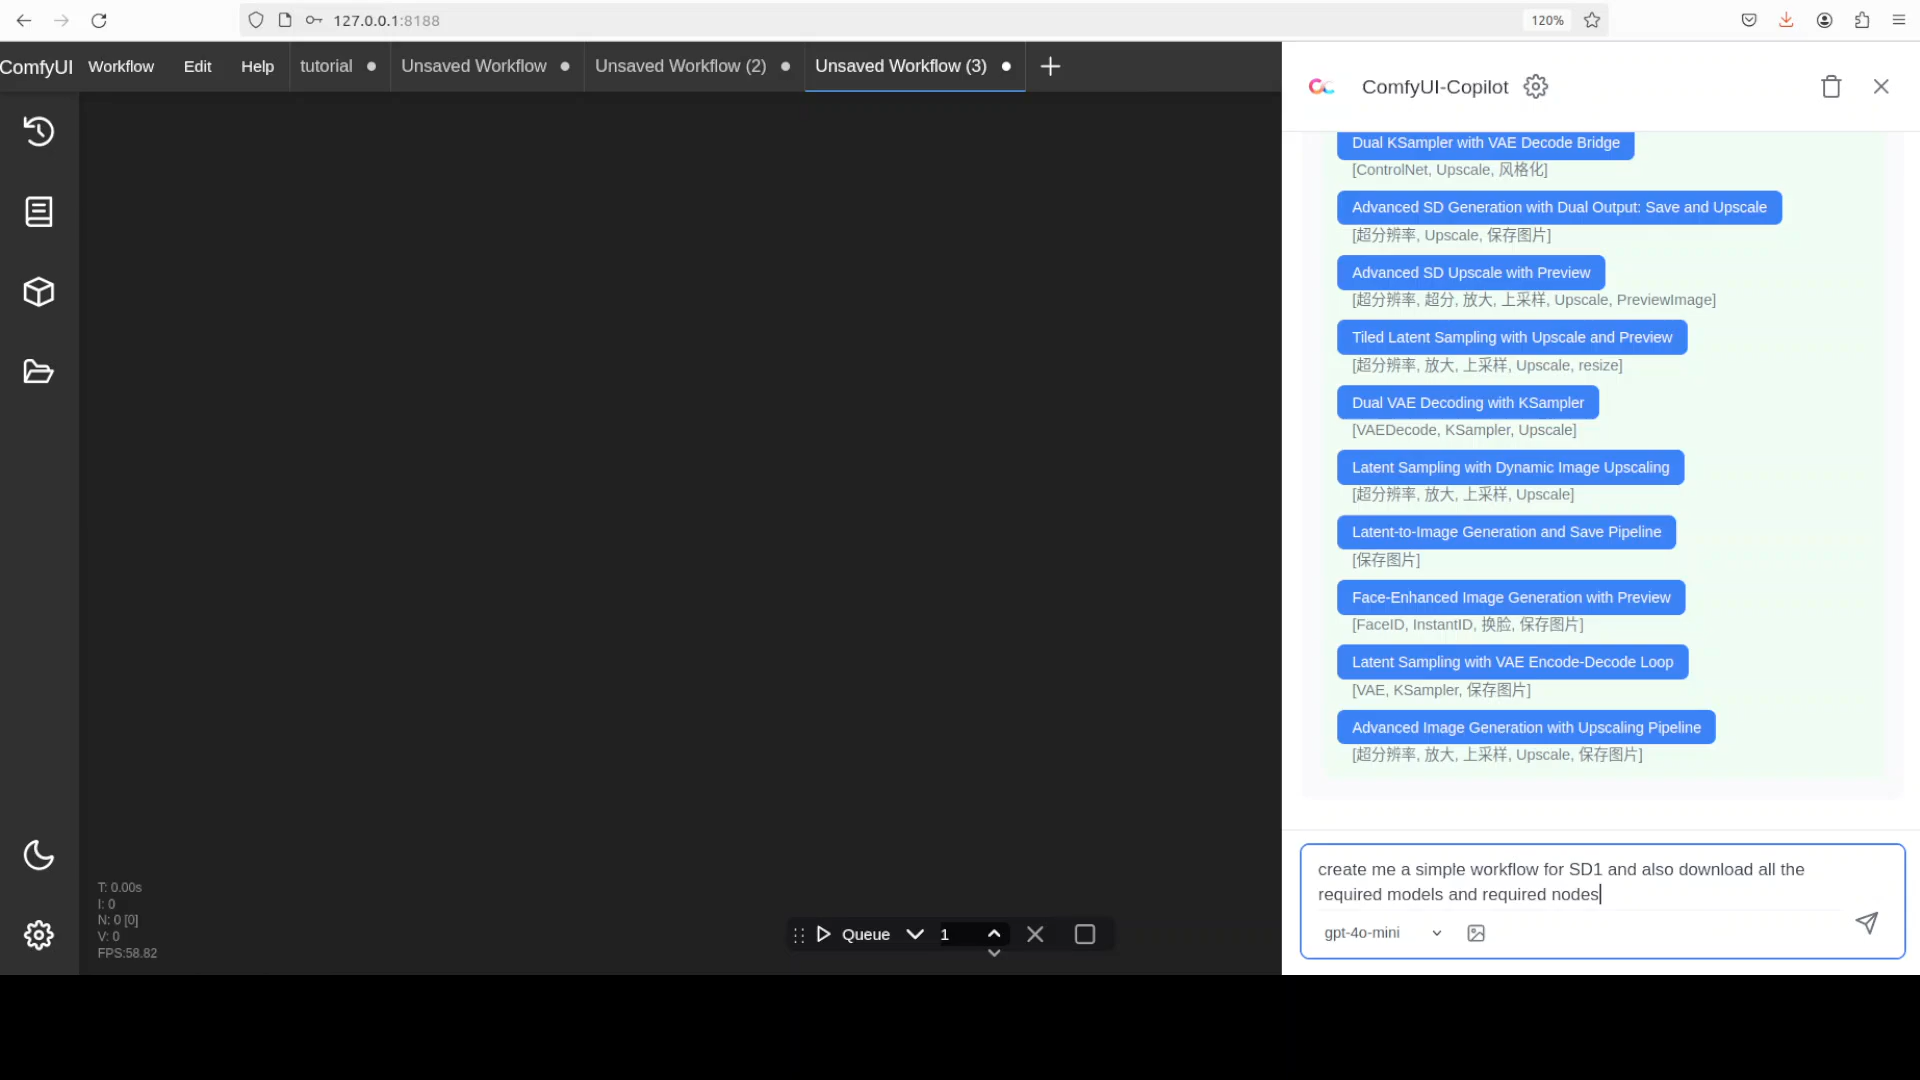 127.0.0.1:8188
120%
ComfyUI
Workflow
Edit
Help
tutorial
Unsaved Workflow
Unsaved Workflow (2)
Unsaved Workflow (3)
ComfyUI-Copilot
Dual KSampler with VAE Decode Bridge
[ControlNet, Upscale, 风格化]
Advanced SD Generation with Dual Output: Save and Upscale
[超分辨率, Upscale, 保存图片]
Advanced SD Upscale with Preview
[超分辨率, 超分, 放大, 上采样, Upscale, PreviewImage]
Tiled Latent Sampling with Upscale and Preview
[超分辨率, 放大, 上采样, Upscale, resize]
Dual VAE Decoding with KSampler
[VAEDecode, KSampler, Upscale]
Latent Sampling with Dynamic Image Upscaling
[超分辨率, 放大, 上采样, Upscale]
Latent-to-Image Generation and Save Pipeline
[保存图片]
Face-Enhanced Image Generation with Preview
[FaceID, InstantID, 换脸, 保存图片]
Latent Sampling with VAE Encode-Decode Loop
[VAE, KSampler, 保存图片]
Advanced Image Generation with Upscaling Pipeline
[超分辨率, 放大, 上采样, Upscale, 保存图片]
create me a simple workflow for SD1 and also download all the
required models and required nodes
gpt-4o-mini
T: 0.00s
I: 0
N: 0 [0]
V: 0
FPS:58.82
Queue
1